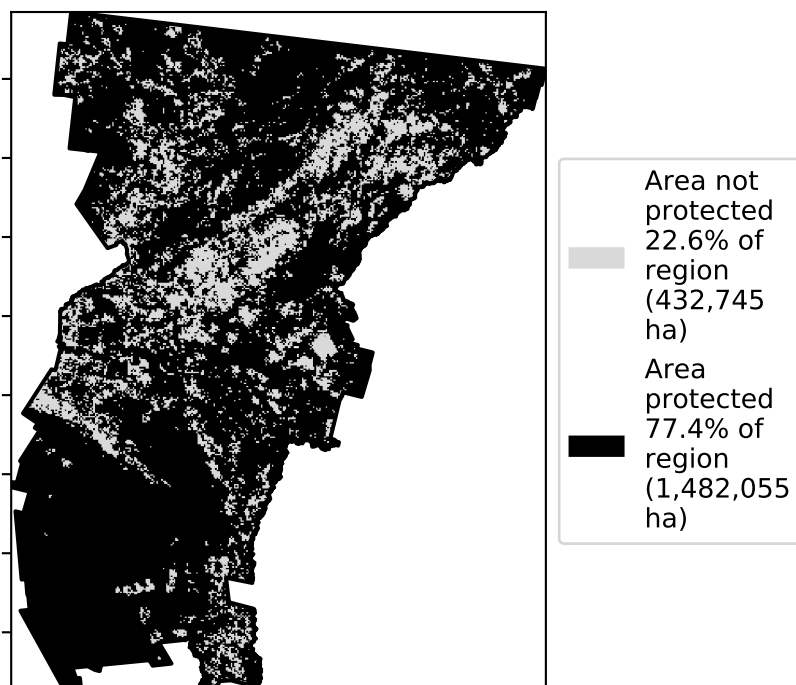 Area not
protected
22.6% of
region
(432,745
ha)
Area
protected
77.4% of
region
(1,482,055
ha)